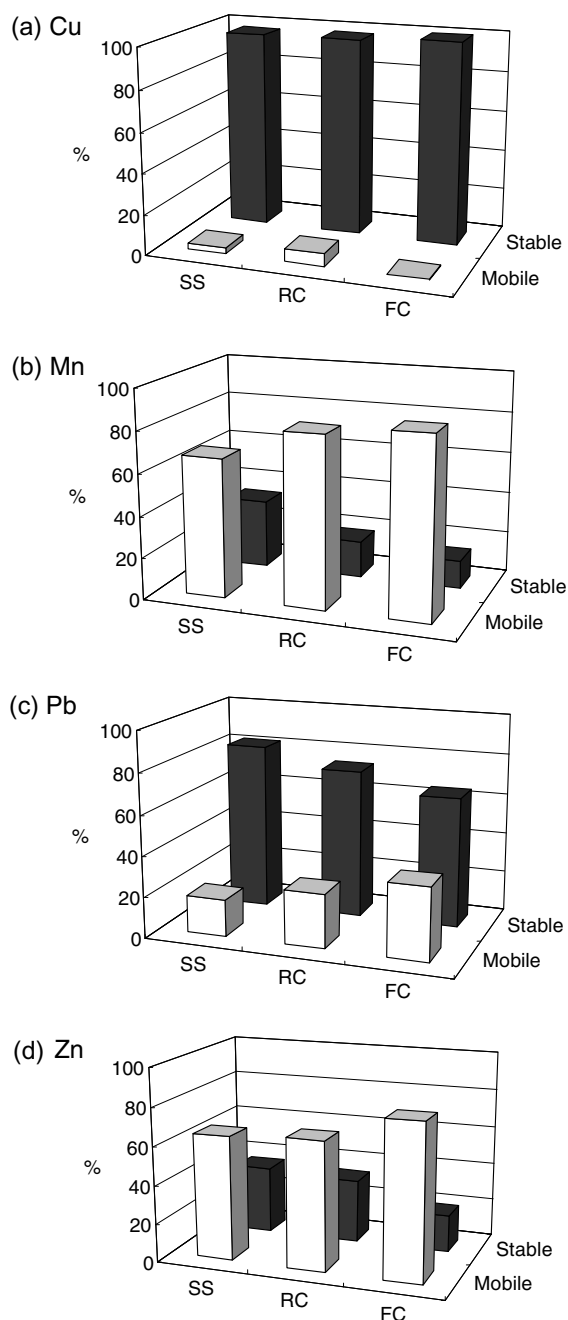 (a) Cu
100
80
60
%
40
20
0
SS
RC
FC
Stable
Mobile
(b) Mn
100
80
60
%
40
20
0
SS
RC
FC
Stable
Mobile
(c) Pb
100
80
60
%
40
20
0
SS
RC
FC
Stable
Mobile
(d) Zn
100
80
60
%
40
20
0
SS
RC
FC
Stable
Mobile